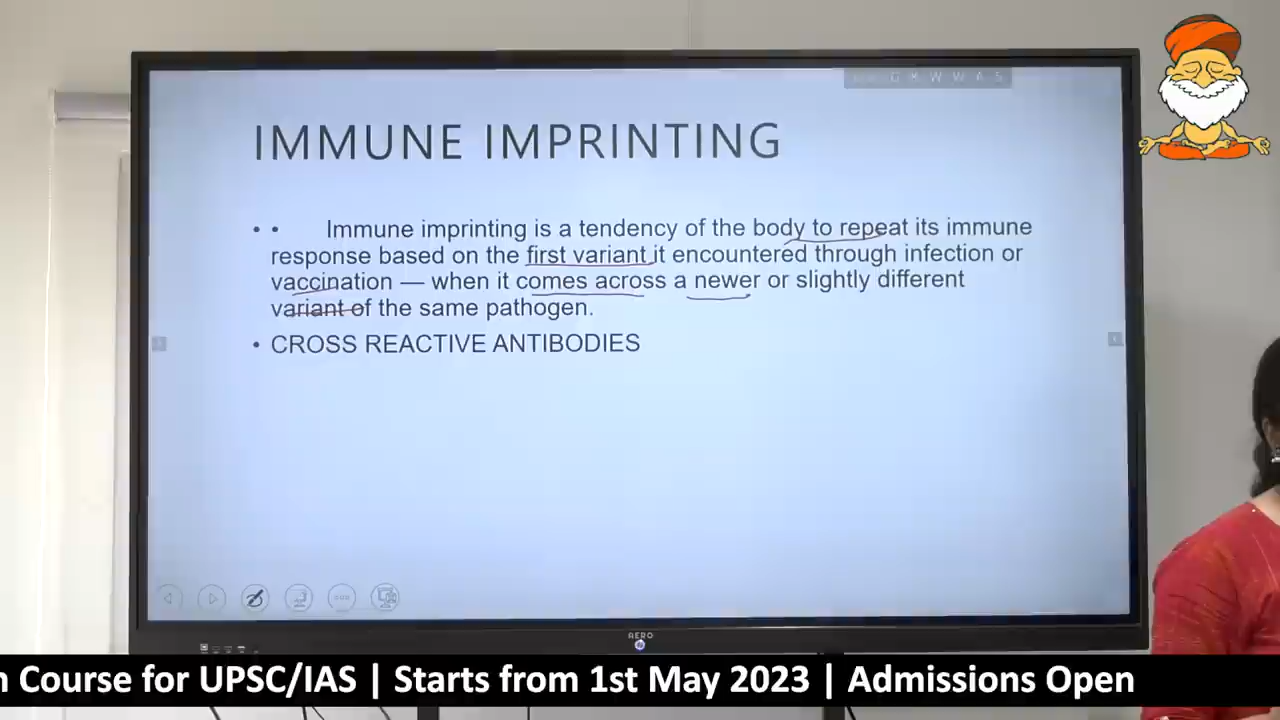 G K W W A S
IMMUNE IMPRINTING
• • Immune imprinting is a tendency of the body to repeat its immune
response based on the first variant it encountered through infection or
vaccination — when it comes across a newer or slightly different
variant of the same pathogen.
• CROSS REACTIVE ANTIBODIES
AERO
Course for UPSC/IAS | Starts from 1st May 2023 | Admissions Open